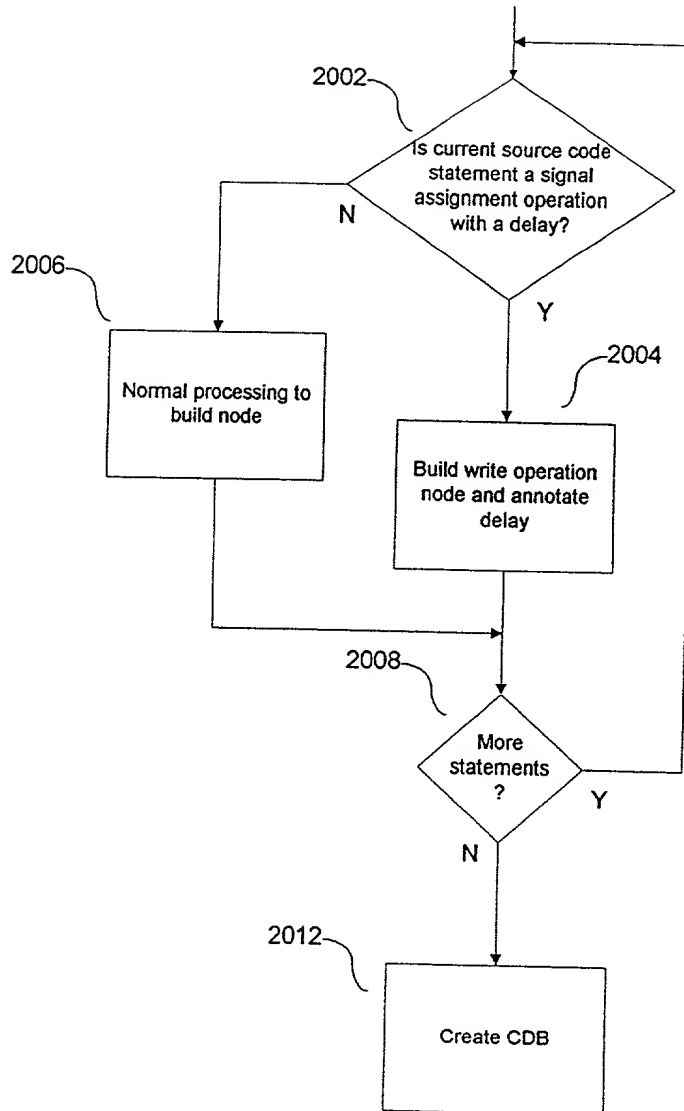 2002
Is current source code
statement a signal
assignment operation
with a delay?
N
Y
2006
Normal processing to
build node
2004
Build write operation
node and annotate
delay
2008
More
statements
?
Y
N
2012
Create CDB